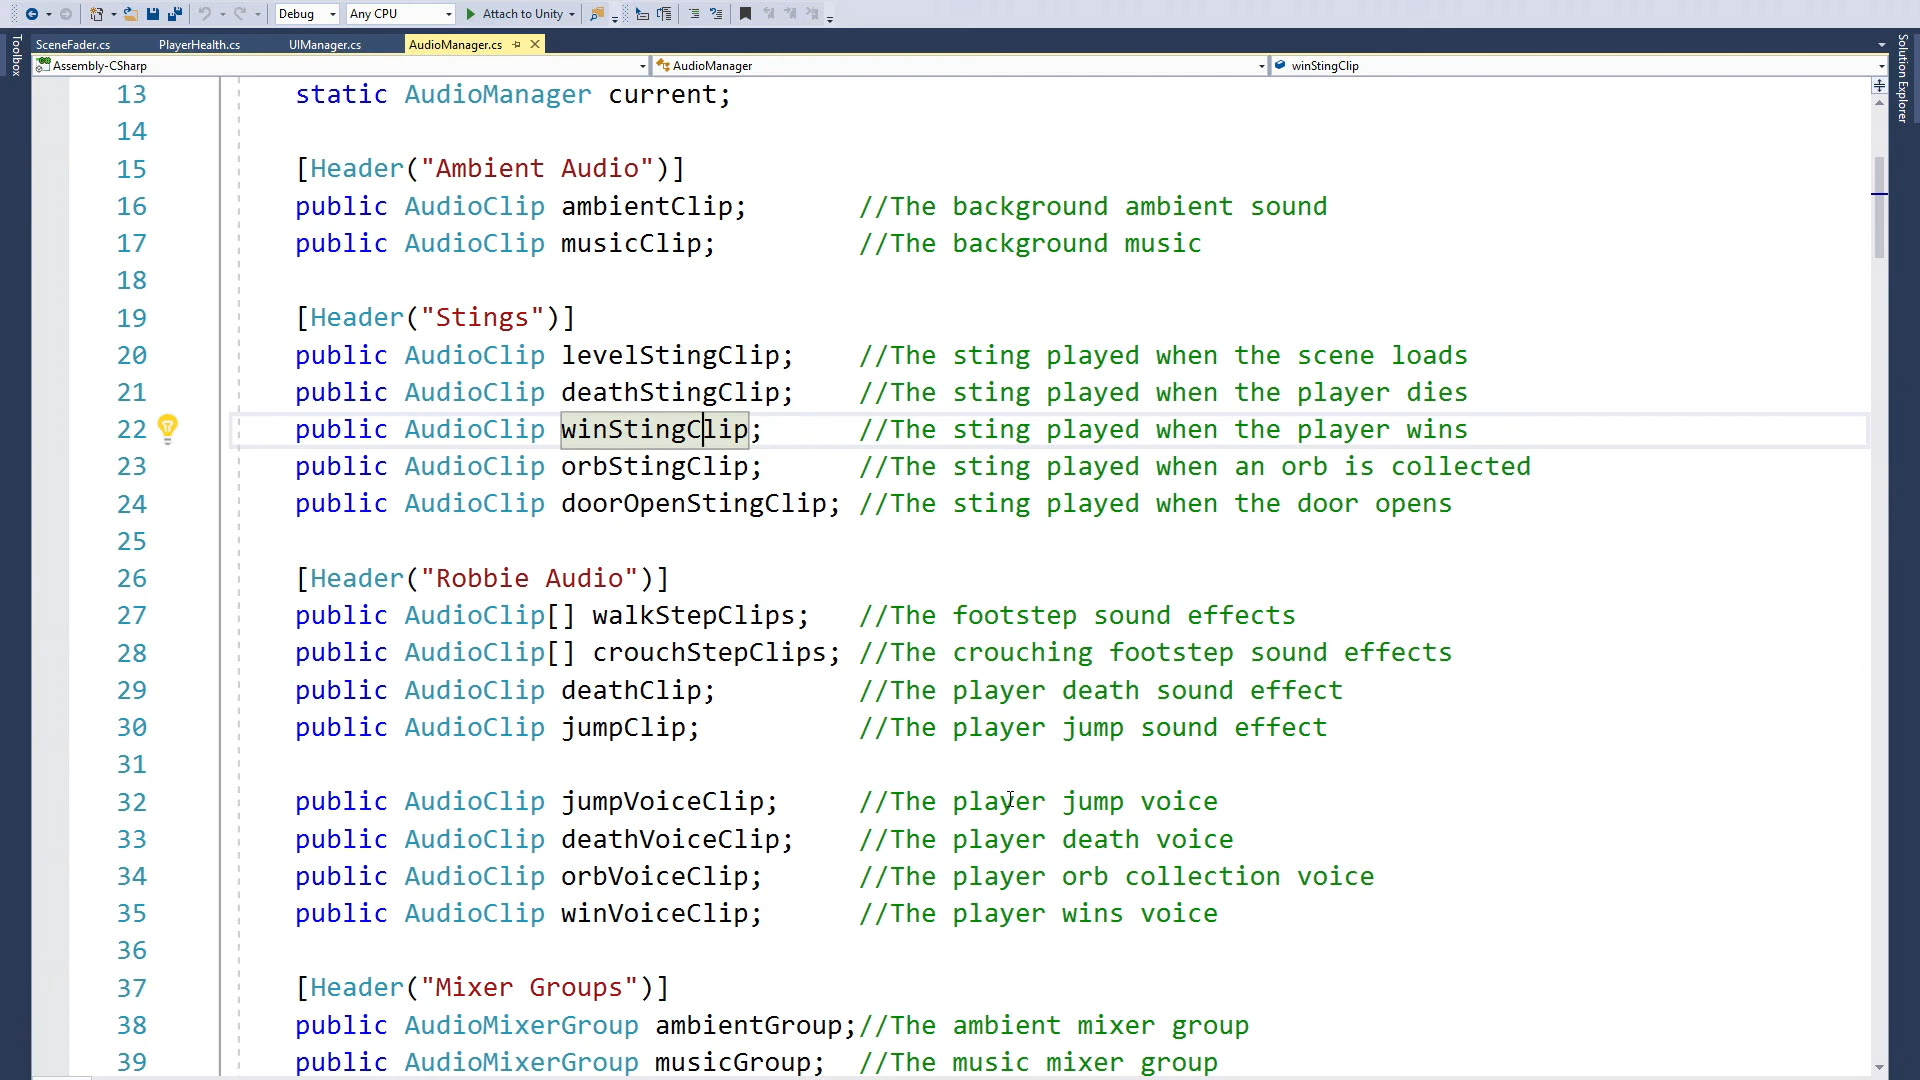 Debug Any CPU Attach to Unity
Toolbox
SceneFader.cs PlayerHealth.cs UIManager.cs AudioManager.cs
Solution Explorer
Assembly-CSharp AudioManager winStingClip
13 static AudioManager current;
14
15 [Header("Ambient Audio")]
16 public AudioClip ambientClip; //The background ambient sound
17 public AudioClip musicClip; //The background music
18
19 [Header("Stings")]
20 public AudioClip levelStingClip; //The sting played when the scene loads
21 public AudioClip deathStingClip; //The sting played when the player dies
22 public AudioClip winStingClip; //The sting played when the player wins
23 public AudioClip orbStingClip; //The sting played when an orb is collected
24 public AudioClip doorOpenStingClip; //The sting played when the door opens
25
26 [Header("Robbie Audio")]
27 public AudioClip[] walkStepClips; //The footstep sound effects
28 public AudioClip[] crouchStepClips; //The crouching footstep sound effects
29 public AudioClip deathClip; //The player death sound effect
30 public AudioClip jumpClip; //The player jump sound effect
31
32 public AudioClip jumpVoiceClip; //The player jump voice
33 public AudioClip deathVoiceClip; //The player death voice
34 public AudioClip orbVoiceClip; //The player orb collection voice
35 public AudioClip winVoiceClip; //The player wins voice
36
37 [Header("Mixer Groups")]
38 public AudioMixerGroup ambientGroup;//The ambient mixer group
39 public AudioMixerGroup musicGroup; //The music mixer group